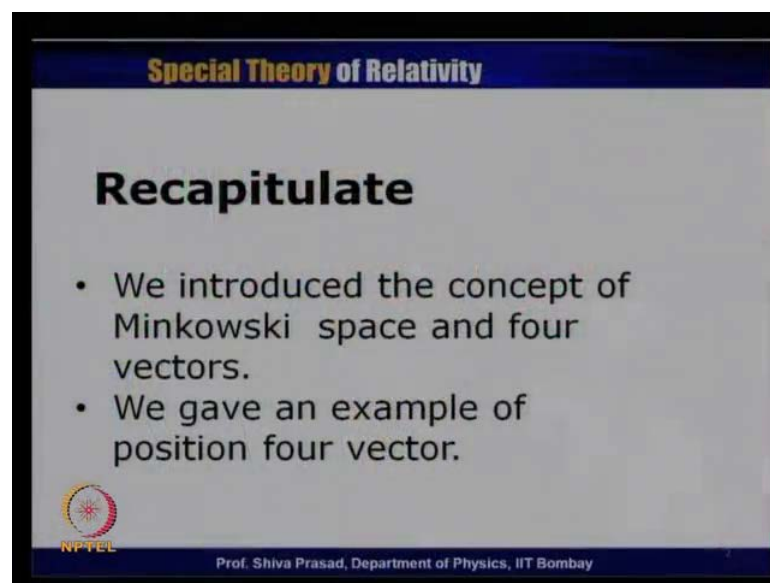 Special Theory of Relativity
Recapitulate
• We introduced the concept of
Minkowski space and four
vectors.
• We gave an example of
position four vector.
NPTEL
Prof. Shiva Prasad, Department of Physics, IIT Bombay
2